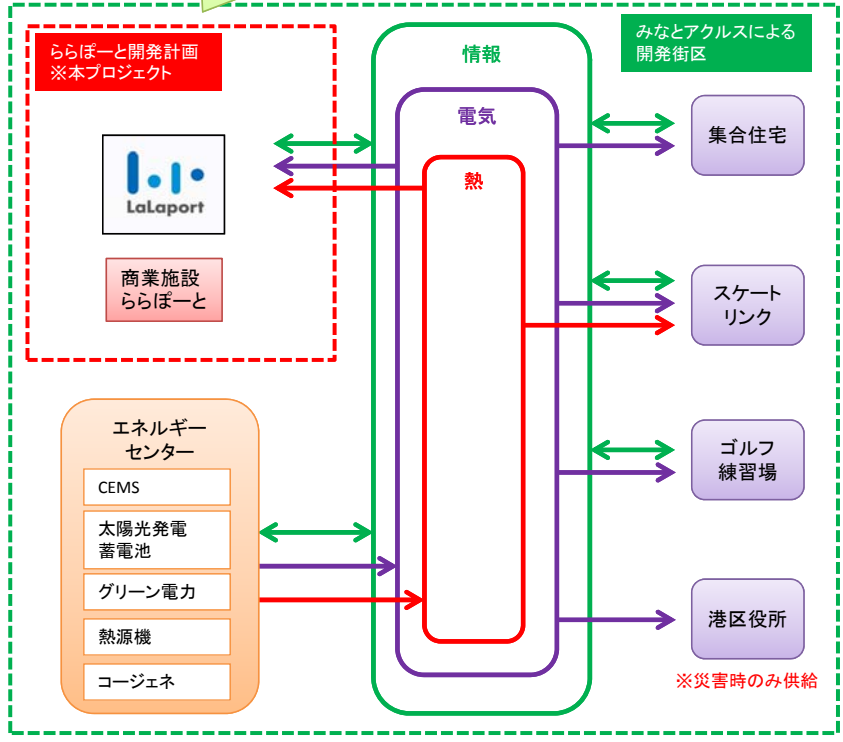 ららぽーと開発計画
※本プロジェクト
LaLaport
商業施設
ららぽーと
情報
電気
熱
みなとアクルスによる
開発街区
集合住宅
スケート
リンク
ゴルフ
練習場
港区役所
※災害時のみ供給
エネルギー
センター
CEMS
太陽光発電
蓄電池
グリーン電力
熱源機
コージェネ